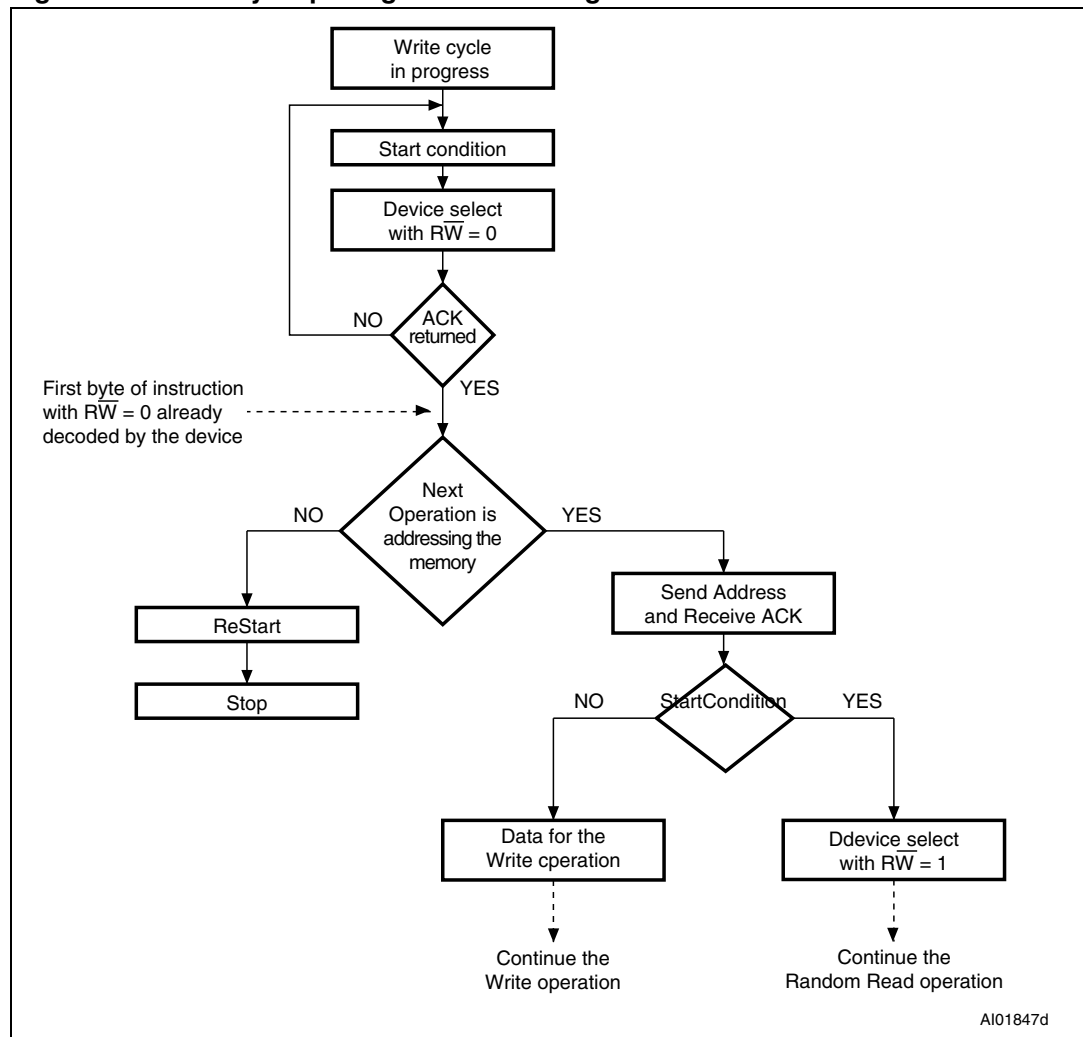 Write cycle
in progress
Start condition
Device select
with RW̅ = 0
NO
ACK
returned
YES
First byte of instruction
with RW̅ = 0 already
decoded by the device
Next
Operation is
addressing the
memory
NO
YES
Send Address
and Receive ACK
ReStart
Stop
StartCondition
NO
YES
Data for the
Write cperation
Ddevice select
with RW̅ = 1
Continue the
Write operation
Continue the
Random Read operation
AI01847d